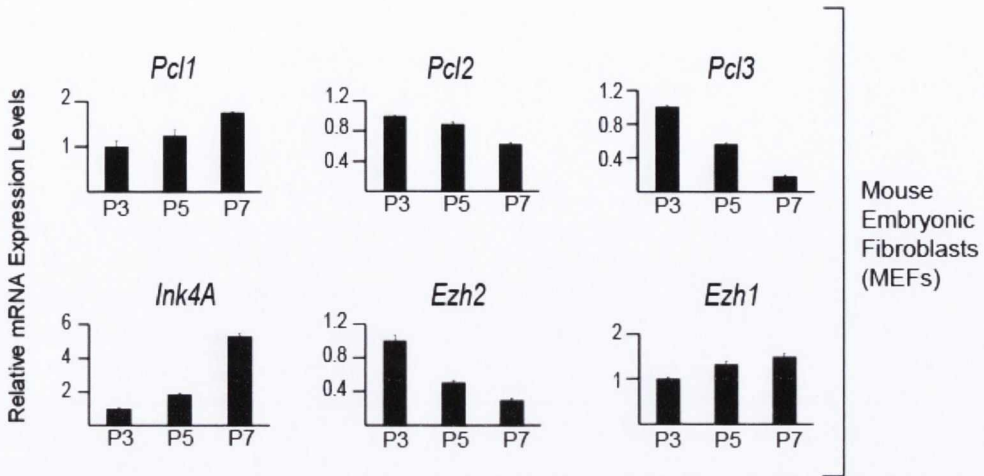 Relative mRNA Expression Levels
Pcl1
2
1
P3 P5 P7
Pcl2
1.2
0.8
0.4
P3 P5 P7
Pcl3
1.2
0.8
0.4
P3 P5 P7
Ink4A
6
4
2
P3 P5 P7
Ezh2
1.2
0.8
0.4
P3 P5 P7
Ezh1
2
1
P3 P5 P7
Mouse
Embryonic
Fibroblasts
(MEFs)